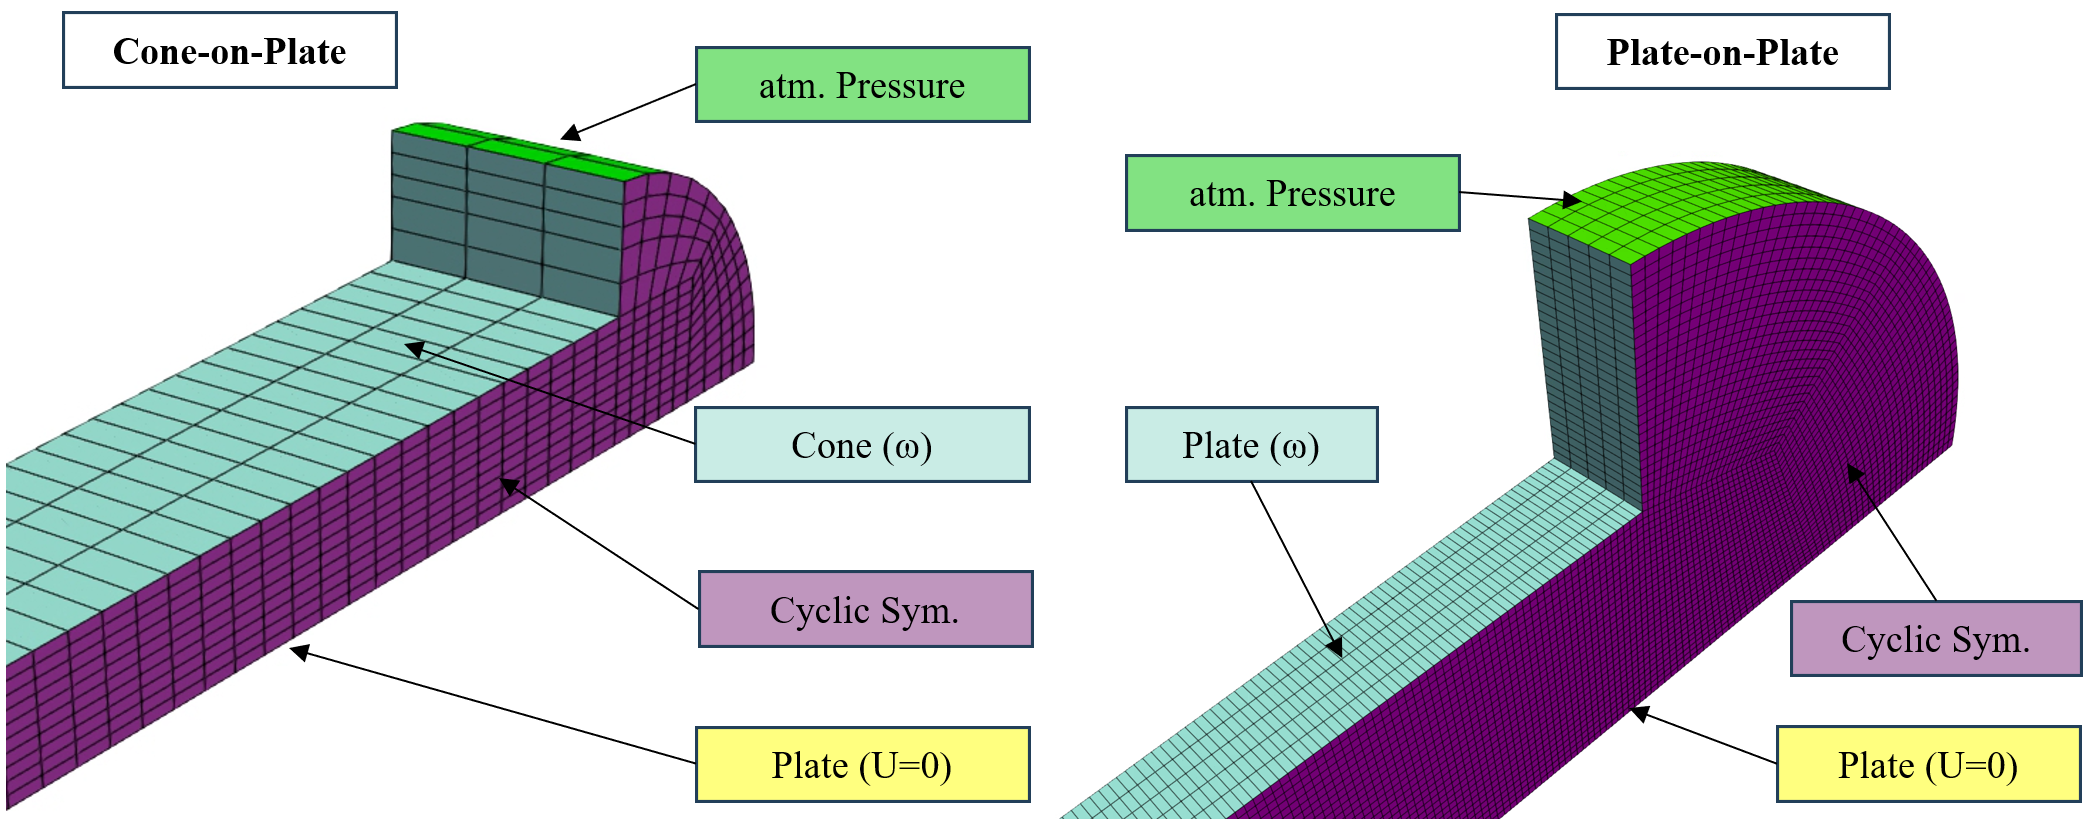 Cone-on-Plate
atm. Pressure
Cone (ω)
Cyclic Sym.
Plate (U=0)
Plate-on-Plate
atm. Pressure
Plate (ω)
Cyclic Sym.
Plate (U=0)